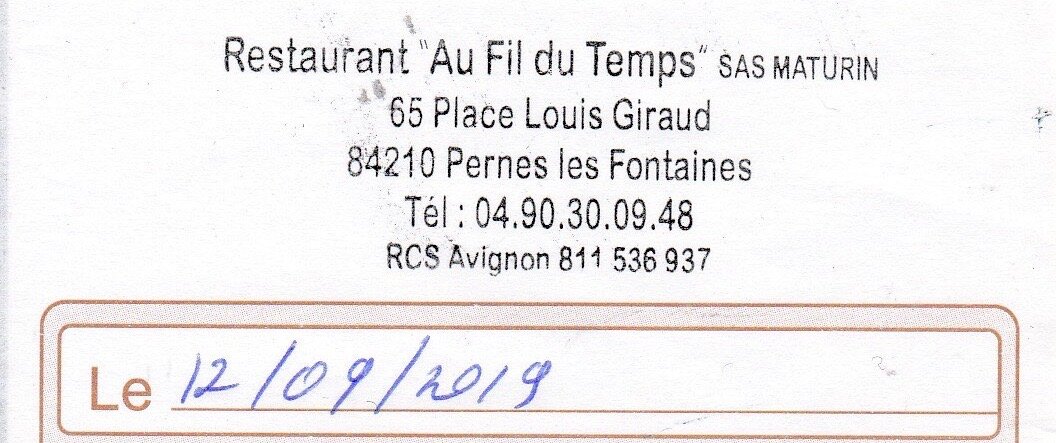 Restaurant "Au Fil du Temps" SAS MATURIN
65 Place Louis Giraud
84210 Pernes les Fontaines
Tél : 04.90.30.09.48
RCS Avignon 811 536 937
Le 12/09/2019